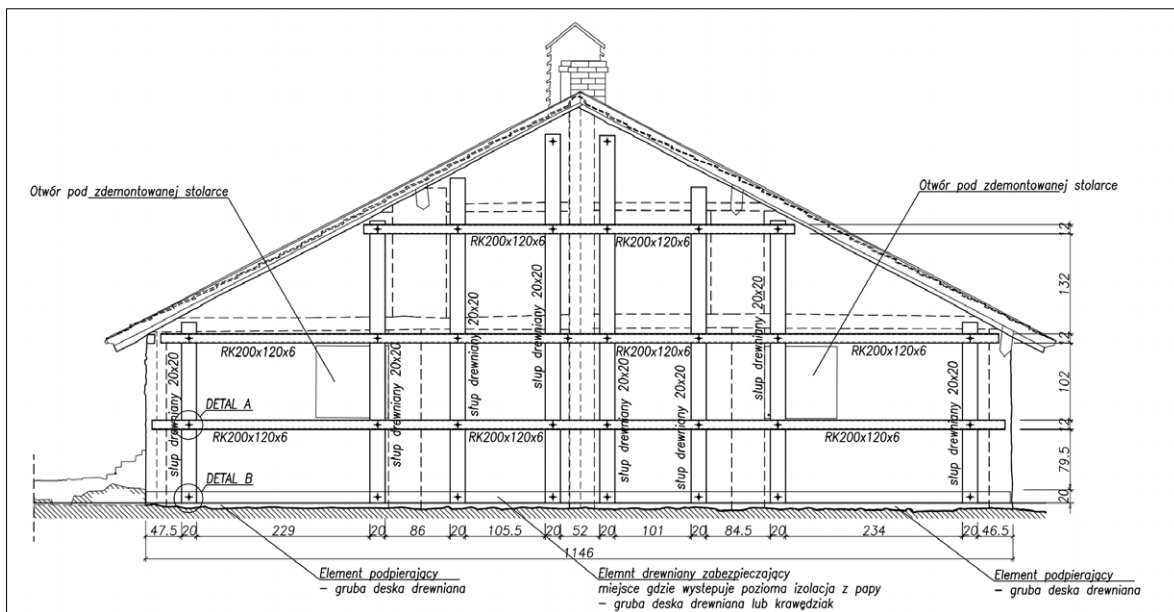 Otwór pod zdemontowanej stolarce
Otwór pod zdemontowanej stolarce
RK200x120x6
RK200x120x6
12
132
12
102
12
79.5
20
RK200x120x6
RK200x120x6
RK200x120x6
RK200x120x6
słup drewniany 20x20
słup drewniany 20x20
słup drewniany 20x20
słup drewniany 20x20
słup drewniany 20x20
słup drewniany 20x20
słup drewniany 20x20
słup drewniany 20x20
DETAL A
RK200x120x6
RK200x120x6
RK200x120x6
DETAL B
47.5 20 229 20 86 20 105.5 20 52 20 101 20 84.5 20 234 20 46.5
1146
Element podpierający
– gruba deska drewniana
Elemnt drewniany zabezpieczający
miejsce gdzie wystepuje pozioma izolacja z papy
– gruba deska drewniana lub krawędziak
Element podpierający
– gruba deska drewniana